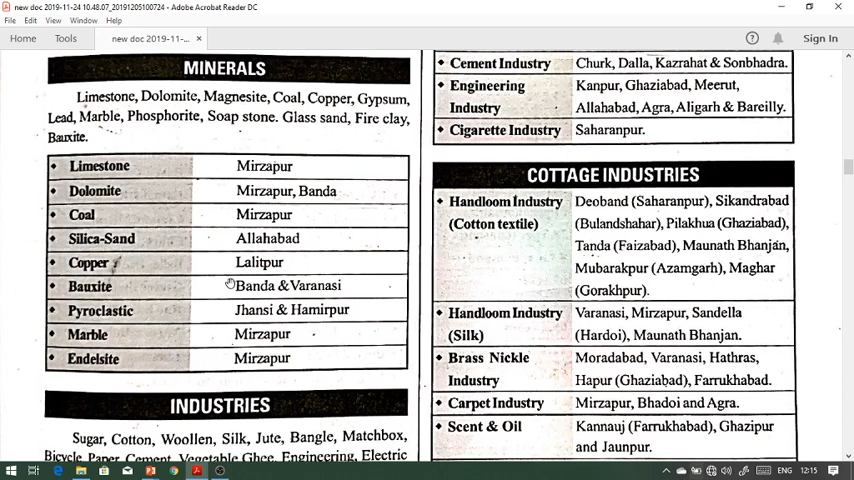 new doc 2019-11-24 10.48.07_20191205100724 - Adobe Acrobat Reader DC
File Edit View Window Help
Home Tools new doc 2019-11-... × Sign In
MINERALS
Limestone, Dolomite, Magnesite, Coal, Copper, Gypsum,
Lead, Marble, Phosphorite, Soap stone. Glass sand, Fire clay,
Bauxite.
Limestone Mirzapur
Dolomite Mirzapur, Banda
Coal Mirzapur
Silica-Sand Allahabad
Copper Lalitpur
Bauxite Banda &Varanasi
Pyroclastic Jhansi & Hamirpur
Marble Mirzapur
Endelsite Mirzapur
INDUSTRIES
Sugar, Cotton, Woollen, Silk, Jute, Bangle, Matchbox,
Bicycle, Paper, Cement, Vegetable Ghee, Engineering, Electric
Cement Industry Churk, Dalla, Kazrahat & Sonbhadra.
Engineering Kanpur, Ghaziabad, Meerut,
Industry Allahabad, Agra, Aligarh & Bareilly.
Cigarette Industry Saharanpur.
COTTAGE INDUSTRIES
Handloom Industry Deoband (Saharanpur), Sikandrabad
(Cotton textile) (Bulandshahar), Pilakhua (Ghaziabad),
Tanda (Faizabad), Maunath Bhanjan,
Mubarakpur (Azamgarh), Maghar
(Gorakhpur).
Handloom Industry Varanasi, Mirzapur, Sandella
(Silk) (Hardoi), Maunath Bhanjan.
Brass Nickle Moradabad, Varanasi, Hathras,
Industry Hapur (Ghaziabad), Farrukhabad.
Carpet Industry Mirzapur, Bhadoi and Agra.
Scent & Oil Kannauj (Farrukhabad), Ghazipur
and Jaunpur.
ENG 12:15